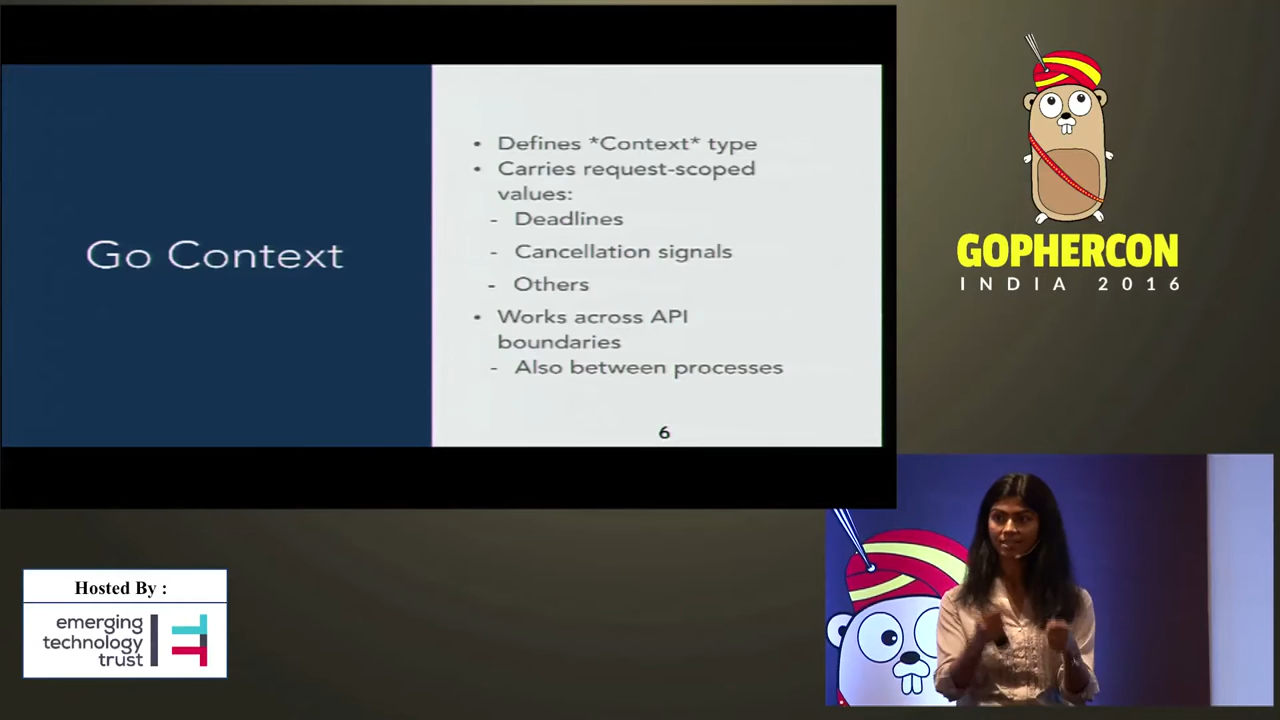 Go Context
• Defines *Context* type
• Carries request-scoped
values:
- Deadlines
- Cancellation signals
- Others
• Works across API
boundaries
- Also between processes
6
GOPHERCON
INDIA 2016
Hosted By :
emerging
technology
trust